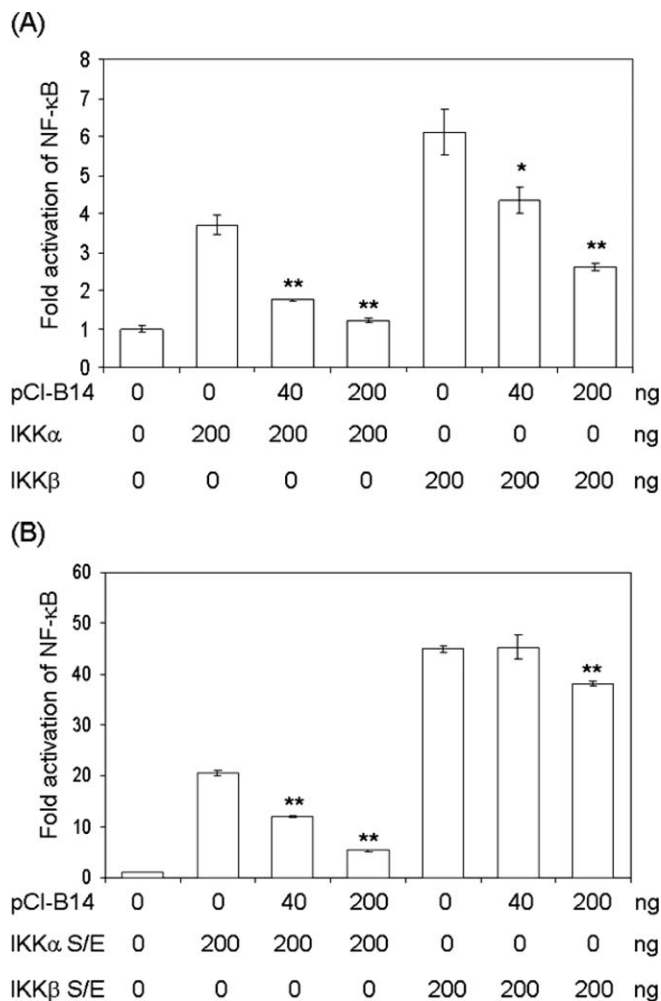 (A)
Fold activation of NF-κB
8
7
6
5
4
3
2
1
0
** ** * **
pCI-B14 0 0 40 200 0 40 200 ng
IKKα 0 200 200 200 0 0 0 ng
IKKβ 0 0 0 0 200 200 200 ng
(B)
Fold activation of NF-κB
60
50
40
30
20
10
0
** ** **
pCI-B14 0 0 40 200 0 40 200 ng
IKKα S/E 0 200 200 200 0 0 0 ng
IKKβ S/E 0 0 0 0 200 200 200 ng